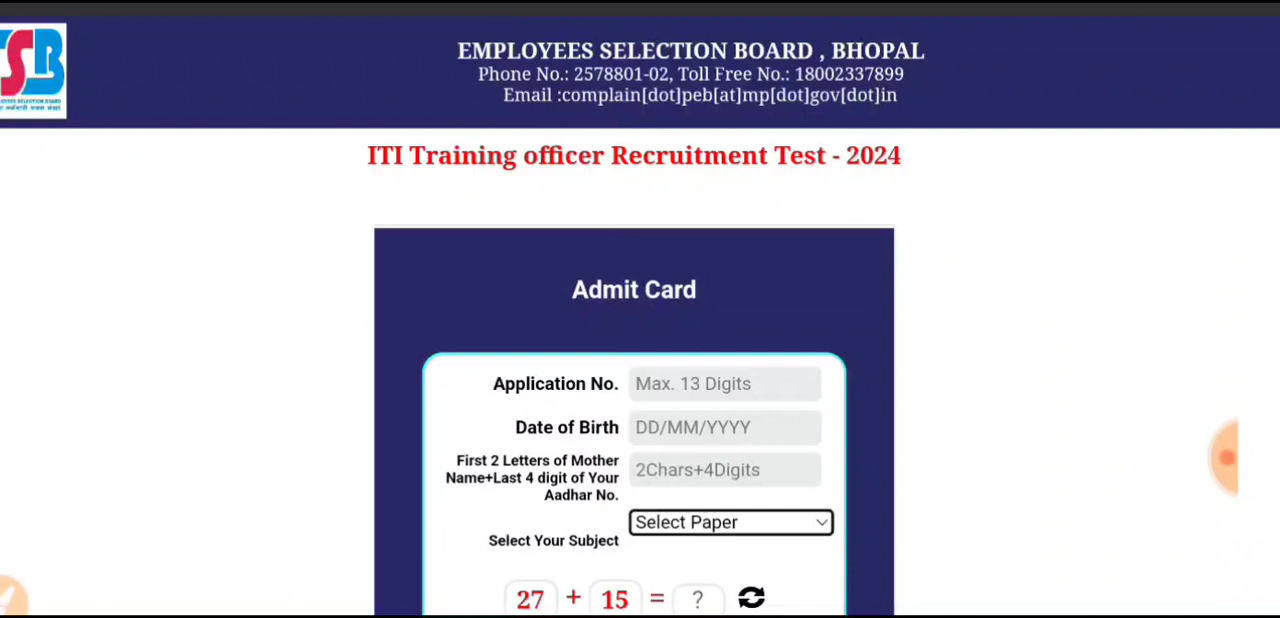 SB
EMPLOYEES SELECTION BOARD , BHOPAL
Phone No.: 2578801-02, Toll Free No.: 18002337899
Email :complain[dot]peb[at]mp[dot]gov[dot]in
ITI Training officer Recruitment Test - 2024
Admit Card
Application No. Max. 13 Digits
Date of Birth DD/MM/YYYY
First 2 Letters of Mother
Name+Last 4 digit of Your
Aadhar No.
2Chars+4Digits
Select Paper
Select Your Subject
27 + 15 = ?